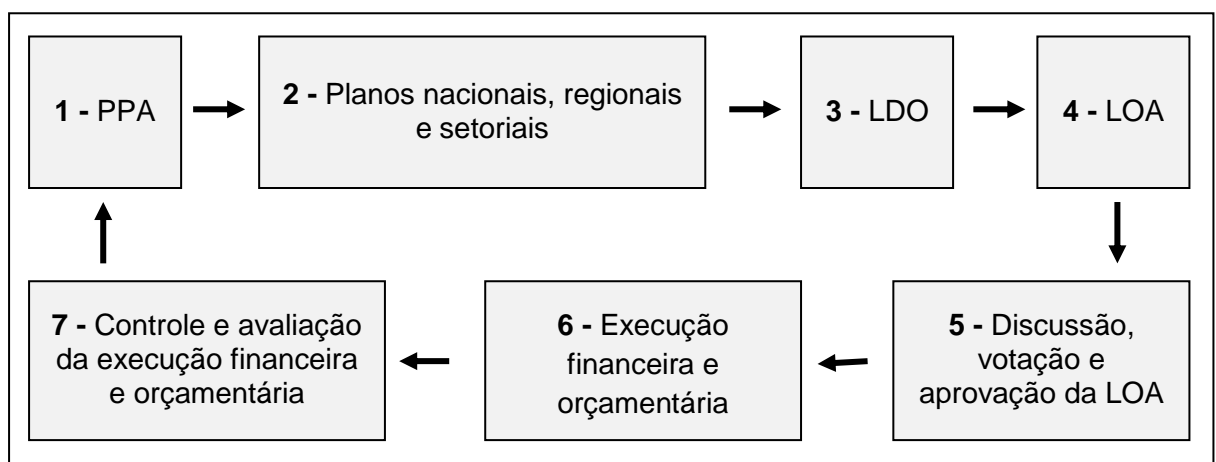 1 - PPA
2 - Planos nacionais, regionais
e setoriais
3 - LDO
4 - LOA
5 - Discussão,
votação e
aprovação da LOA
6 - Execução
financeira e
orçamentária
7 - Controle e avaliação
da execução financeira
e orçamentária